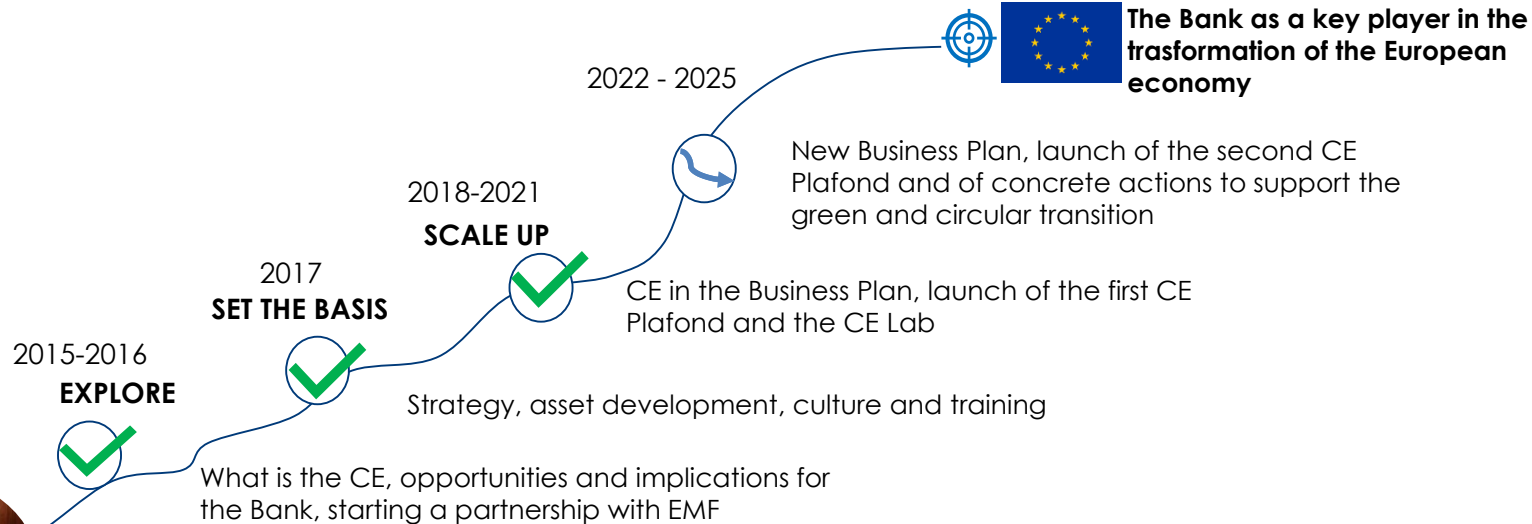 The Bank as a key player in the
trasformation of the European
economy
2022 - 2025
New Business Plan, launch of the second CE
Plafond and of concrete actions to support the
green and circular transition
2018-2021
SCALE UP
CE in the Business Plan, launch of the first CE
Plafond and the CE Lab
2017
SET THE BASIS
Strategy, asset development, culture and training
2015-2016
EXPLORE
What is the CE, opportunities and implications for
the Bank, starting a partnership with EMF